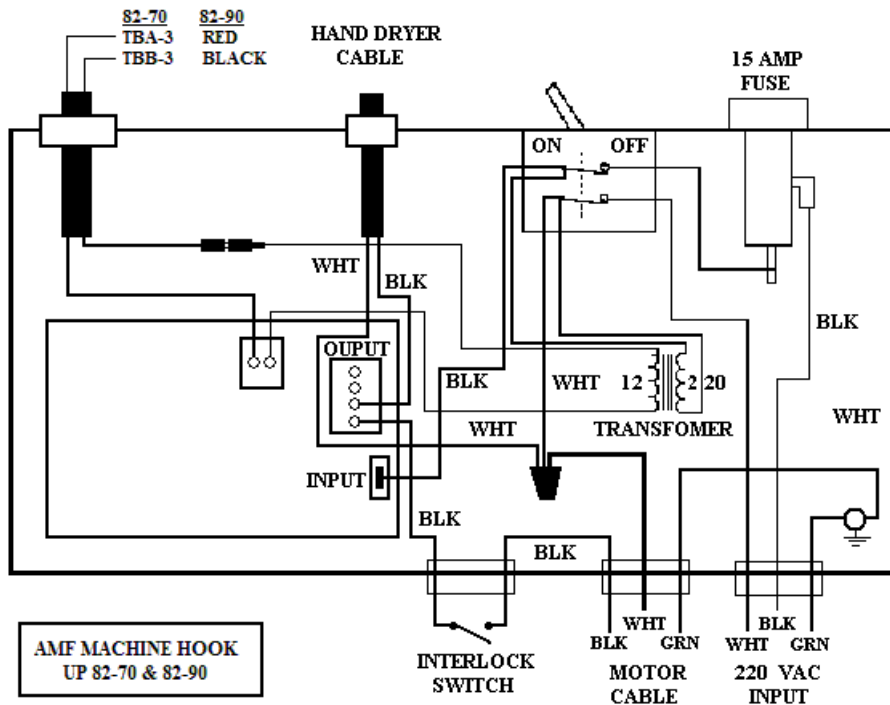 82-70 82-90
TBA-3 RED
TBB-3 BLACK
HAND DRYER
CABLE
15 AMP
FUSE
ON OFF
WHT
BLK
BLK
OUPUT
BLK
WHT
12
2 20
WHT
WHT
TRANSFOMER
INPUT
BLK
BLK
WHT
BLK
BLK
GRN
WHT
GRN
INTERLOCK
SWITCH
MOTOR
CABLE
220 VAC
INPUT
AMF MACHINE HOOK
UP 82-70 & 82-90